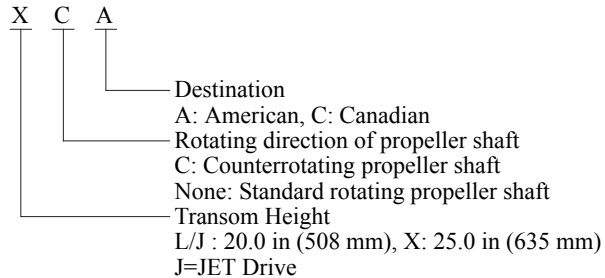 X C A
Destination
A: American, C: Canadian
Rotating direction of propeller shaft
C: Counterrotating propeller shaft
None: Standard rotating propeller shaft
Transom Height
L/J : 20.0 in (508 mm), X: 25.0 in (635 mm)
J=JET Drive